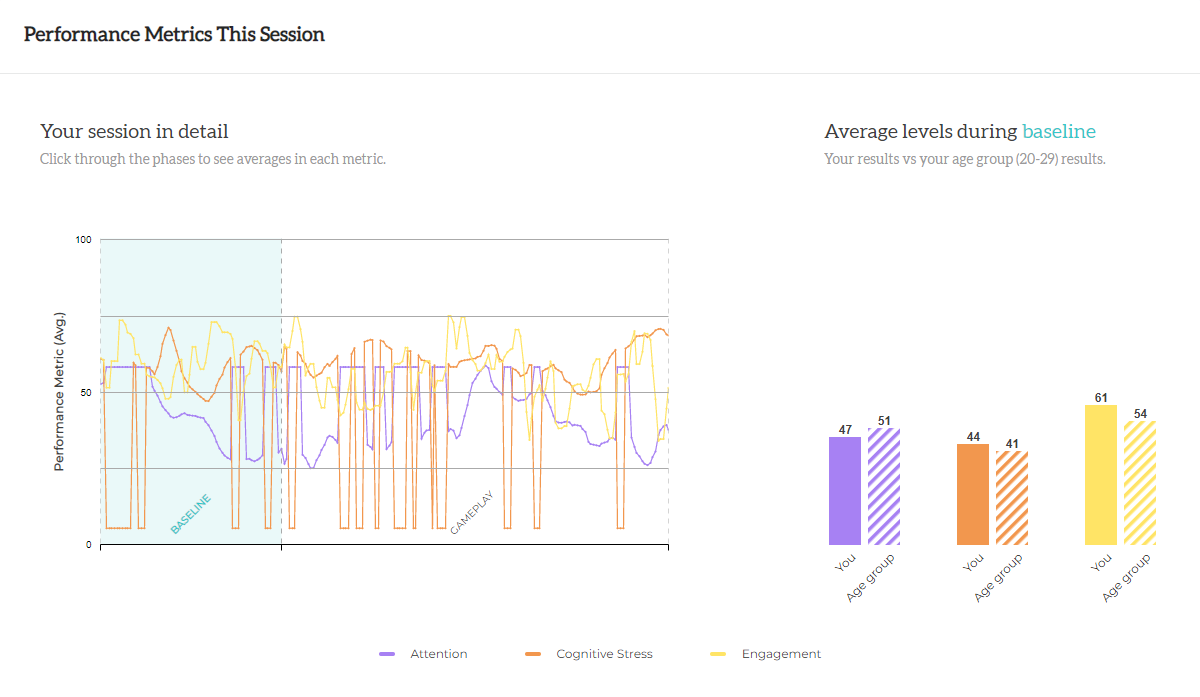 Performance Metrics This Session
Your session in detail
Click through the phases to see averages in each metric.
Average levels during baseline
Your results vs your age group (20-29) results.
100
50
0
Performance Metric (Avg.)
BASELINE
GAMEPLAY
47
51
44
41
61
54
You
Age group
You
Age group
You
Age group
Attention
Cognitive Stress
Engagement